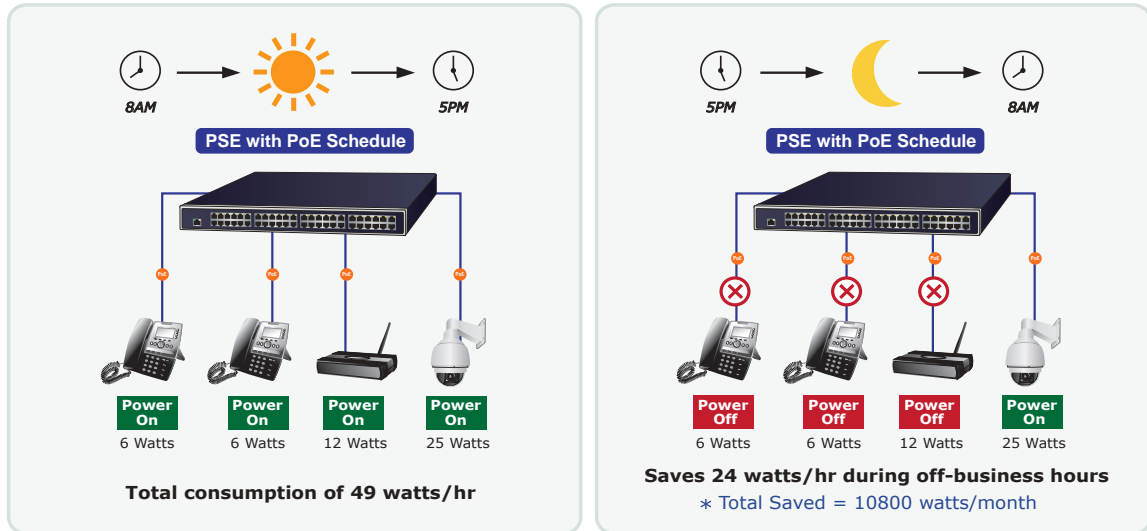 8AM
5PM
PSE with PoE Schedule
PoE
PoE
PoE
PoE
Power On
Power On
Power On
Power On
6 Watts
6 Watts
12 Watts
25 Watts
Total consumption of 49 watts/hr
5PM
8AM
PSE with PoE Schedule
PoE
PoE
PoE
PoE
Power Off
Power Off
Power Off
Power On
6 Watts
6 Watts
12 Watts
25 Watts
Saves 24 watts/hr during off-business hours
* Total Saved = 10800 watts/month